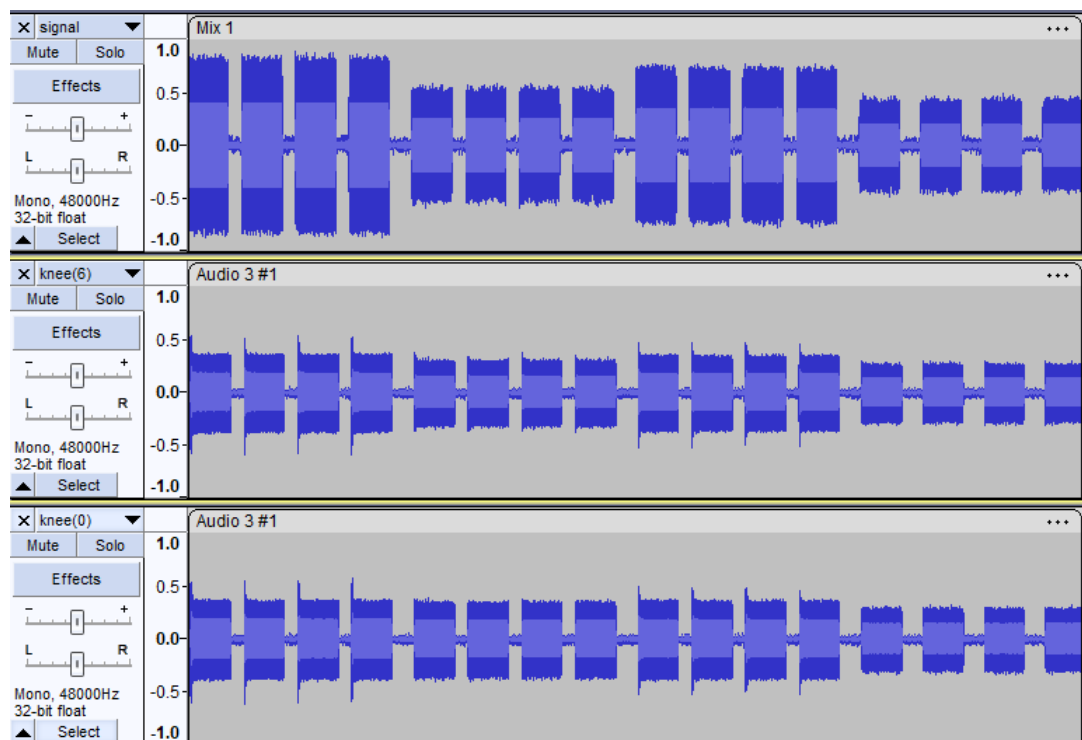 × signal ▼ Mix 1 ...
Mute Solo 1.0
Effects
0.5-
- +
0.0-
L R
Mono, 48000Hz -0.5-
32-bit float
▲ Select -1.0
× knee(6) ▼ Audio 3 #1 ...
Mute Solo 1.0
Effects
0.5-
- +
0.0-
L R
Mono, 48000Hz -0.5-
32-bit float
▲ Select -1.0
× knee(0) ▼ Audio 3 #1 ...
Mute Solo 1.0
Effects
0.5-
- +
0.0-
L R
Mono, 48000Hz -0.5-
32-bit float
▲ Select -1.0